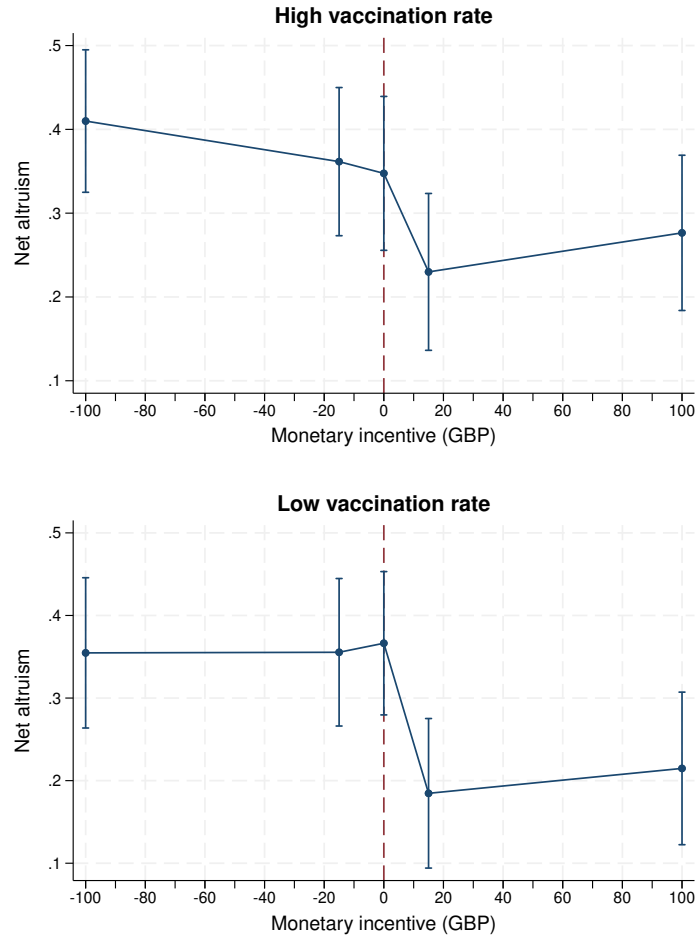 High vaccination rate
Net altruism
.5
.4
.3
.2
.1
-100 -80 -60 -40 -20 0 20 40 60 80 100
Monetary incentive (GBP)
Low vaccination rate
Net altruism
.5
.4
.3
.2
.1
-100 -80 -60 -40 -20 0 20 40 60 80 100
Monetary incentive (GBP)